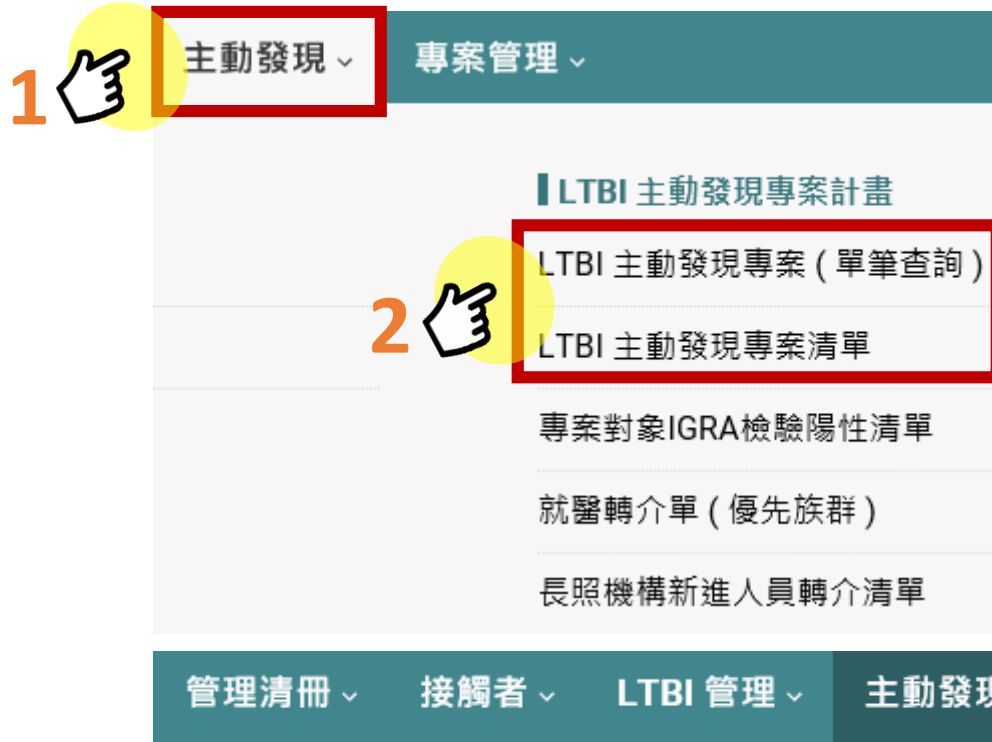 1
主動發現 專案管理
LTBI 主動發現專案計畫
LTBI 主動發現專案 ( 單筆查詢 )
2
LTBI 主動發現專案清單
專案對象IGRA檢驗陽性清單
就醫轉介單 ( 優先族群 )
長照機構新進人員轉介清單
管理清冊 接觸者 LTBI 管理 主動發現